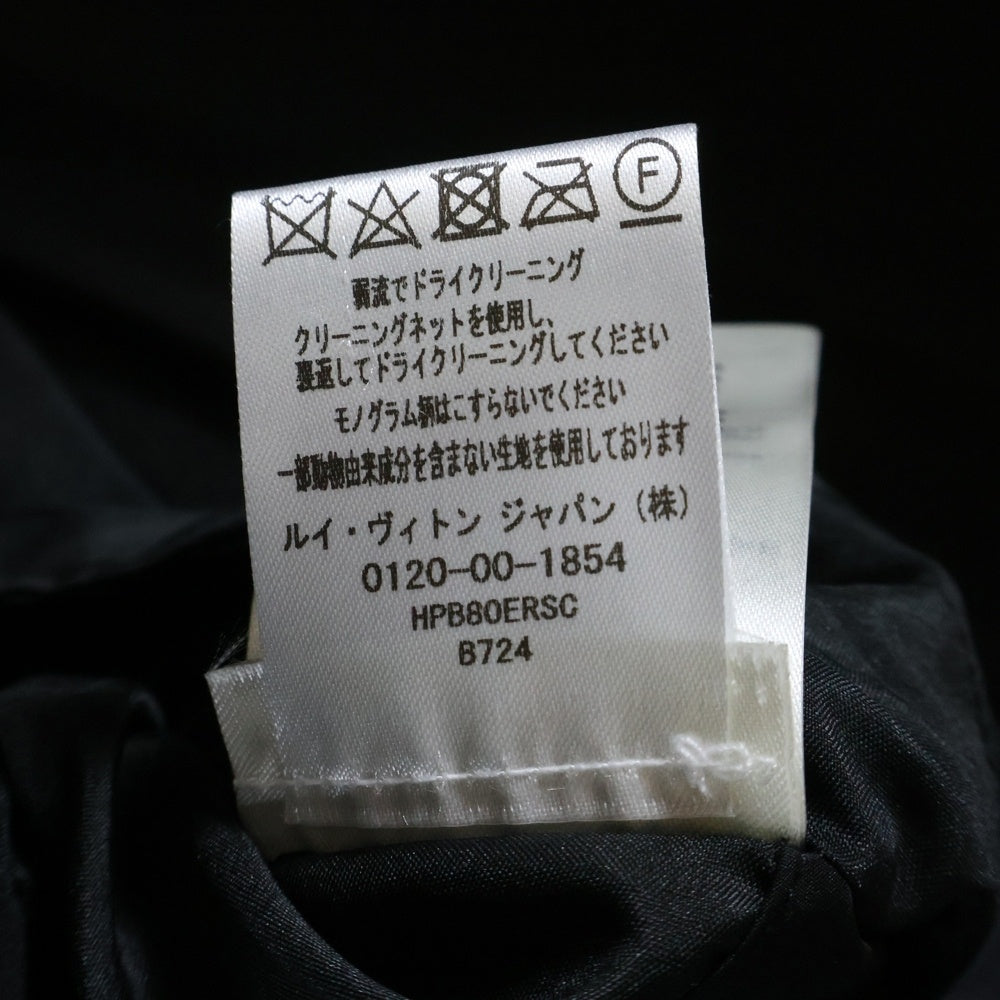 F
弱流でドライクリーニング
クリーニングネットを使用し、
裏返してドライクリーニングしてください
モノグラム柄はこすらないでください
一部動物由来成分を含まない生地を使用しております
ルイ・ヴィトン ジャパン（株）
0120-00-1854
HPB80ERSC
B724